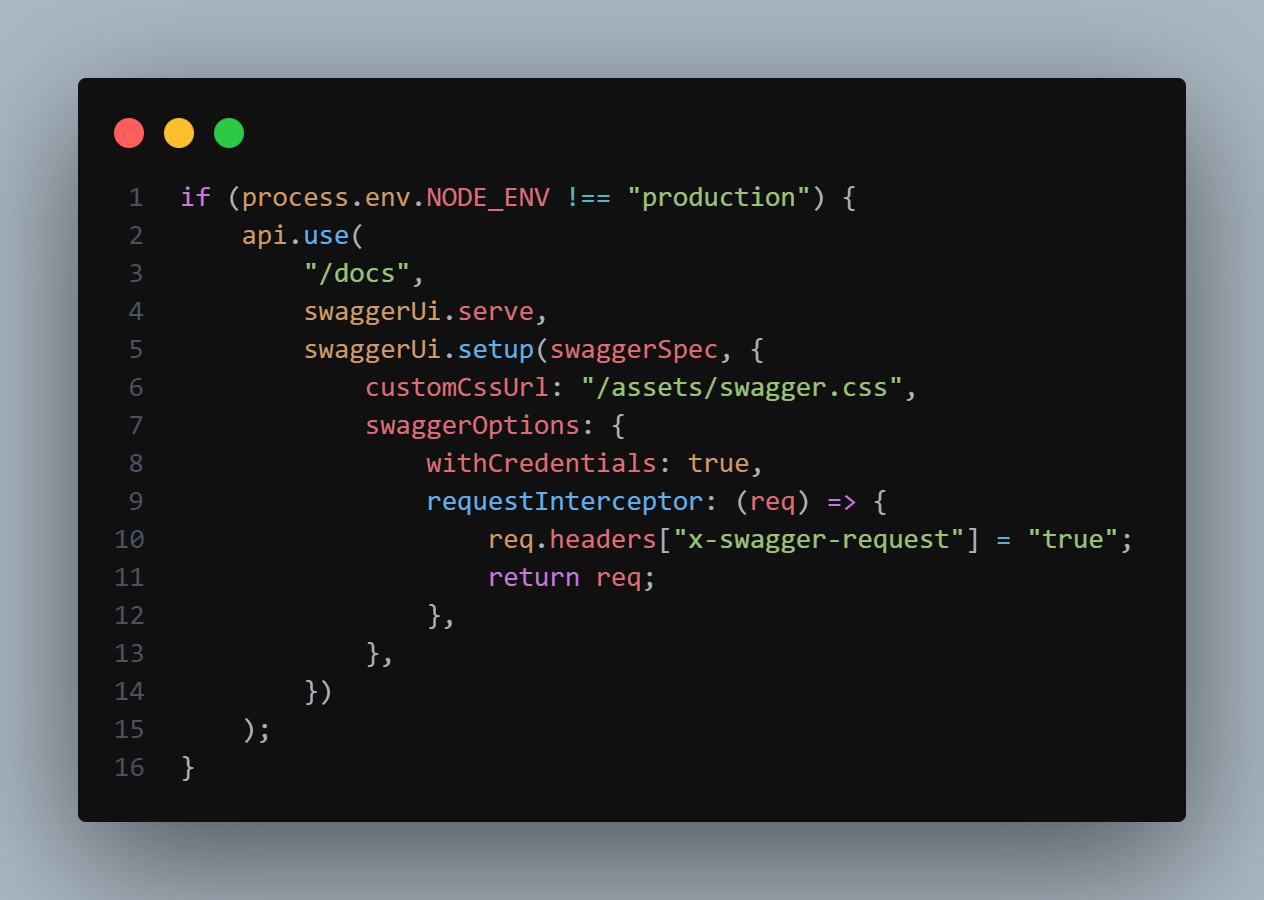 1 if (process.env.NODE_ENV !== "production") {
2     api.use(
3         "/docs",
4         swaggerUi.serve,
5         swaggerUi.setup(swaggerSpec, {
6             customCssUrl: "/assets/swagger.css",
7             swaggerOptions: {
8                 withCredentials: true,
9                 requestInterceptor: (req) => {
10                     req.headers["x-swagger-request"] = "true";
11                     return req;
12                 },
13             },
14         })
15     );
16 }